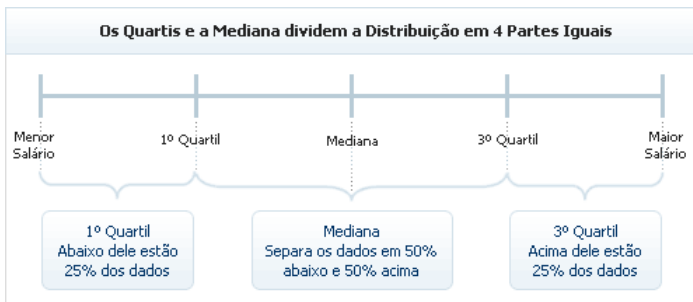 Os Quartis e a Mediana dividem a Distribuição em 4 Partes Iguais
Menor
Salário
1º Quartil
Mediana
3º Quartil
Maior
Salário
1º Quartil
Abaixo dele estão
25% dos dados
Mediana
Separa os dados em 50%
abaixo e 50% acima
3º Quartil
Acima dele estão
25% dos dados